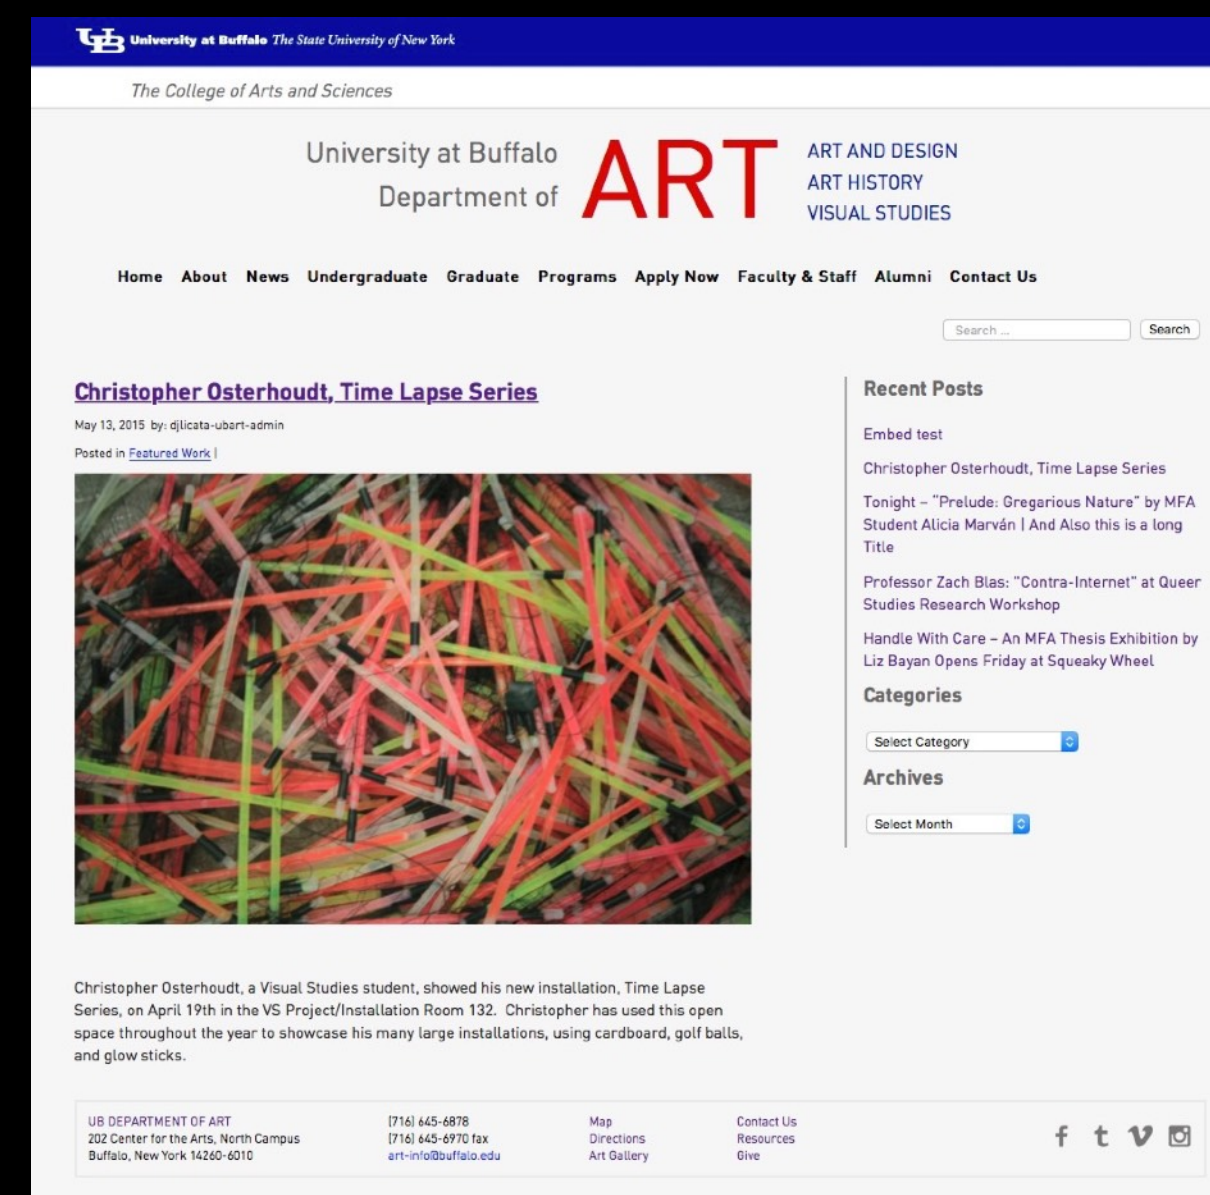 University at Buffalo The State University of New York
The College of Arts and Sciences
University at Buffalo
Department of
ART
ART AND DESIGN
ART HISTORY
VISUAL STUDIES
Home About News Undergraduate Graduate Programs Apply Now Faculty & Staff Alumni Contact Us
Search ... Search
Christopher Osterhoudt, Time Lapse Series
May 13, 2015 by: djlicata-ubart-admin
Posted in Featured Work |
Christopher Osterhoudt, a Visual Studies student, showed his new installation, Time Lapse
Series, on April 19th in the VS Project/Installation Room 132. Christopher has used this open
space throughout the year to showcase his many large installations, using cardboard, golf balls,
and glow sticks.
Recent Posts
Embed test
Christopher Osterhoudt, Time Lapse Series
Tonight – “Prelude: Gregarious Nature” by MFA
Student Alicia Marván | And Also this is a long
Title
Professor Zach Blas: "Contra-Internet" at Queer
Studies Research Workshop
Handle With Care – An MFA Thesis Exhibition by
Liz Bayan Opens Friday at Squeaky Wheel
Categories
Select Category
Archives
Select Month
UB DEPARTMENT OF ART
202 Center for the Arts, North Campus
Buffalo, New York 14260-6010
(716) 645-6878
(716) 645-6970 fax
art-info@buffalo.edu
Map
Directions
Art Gallery
Contact Us
Resources
Give